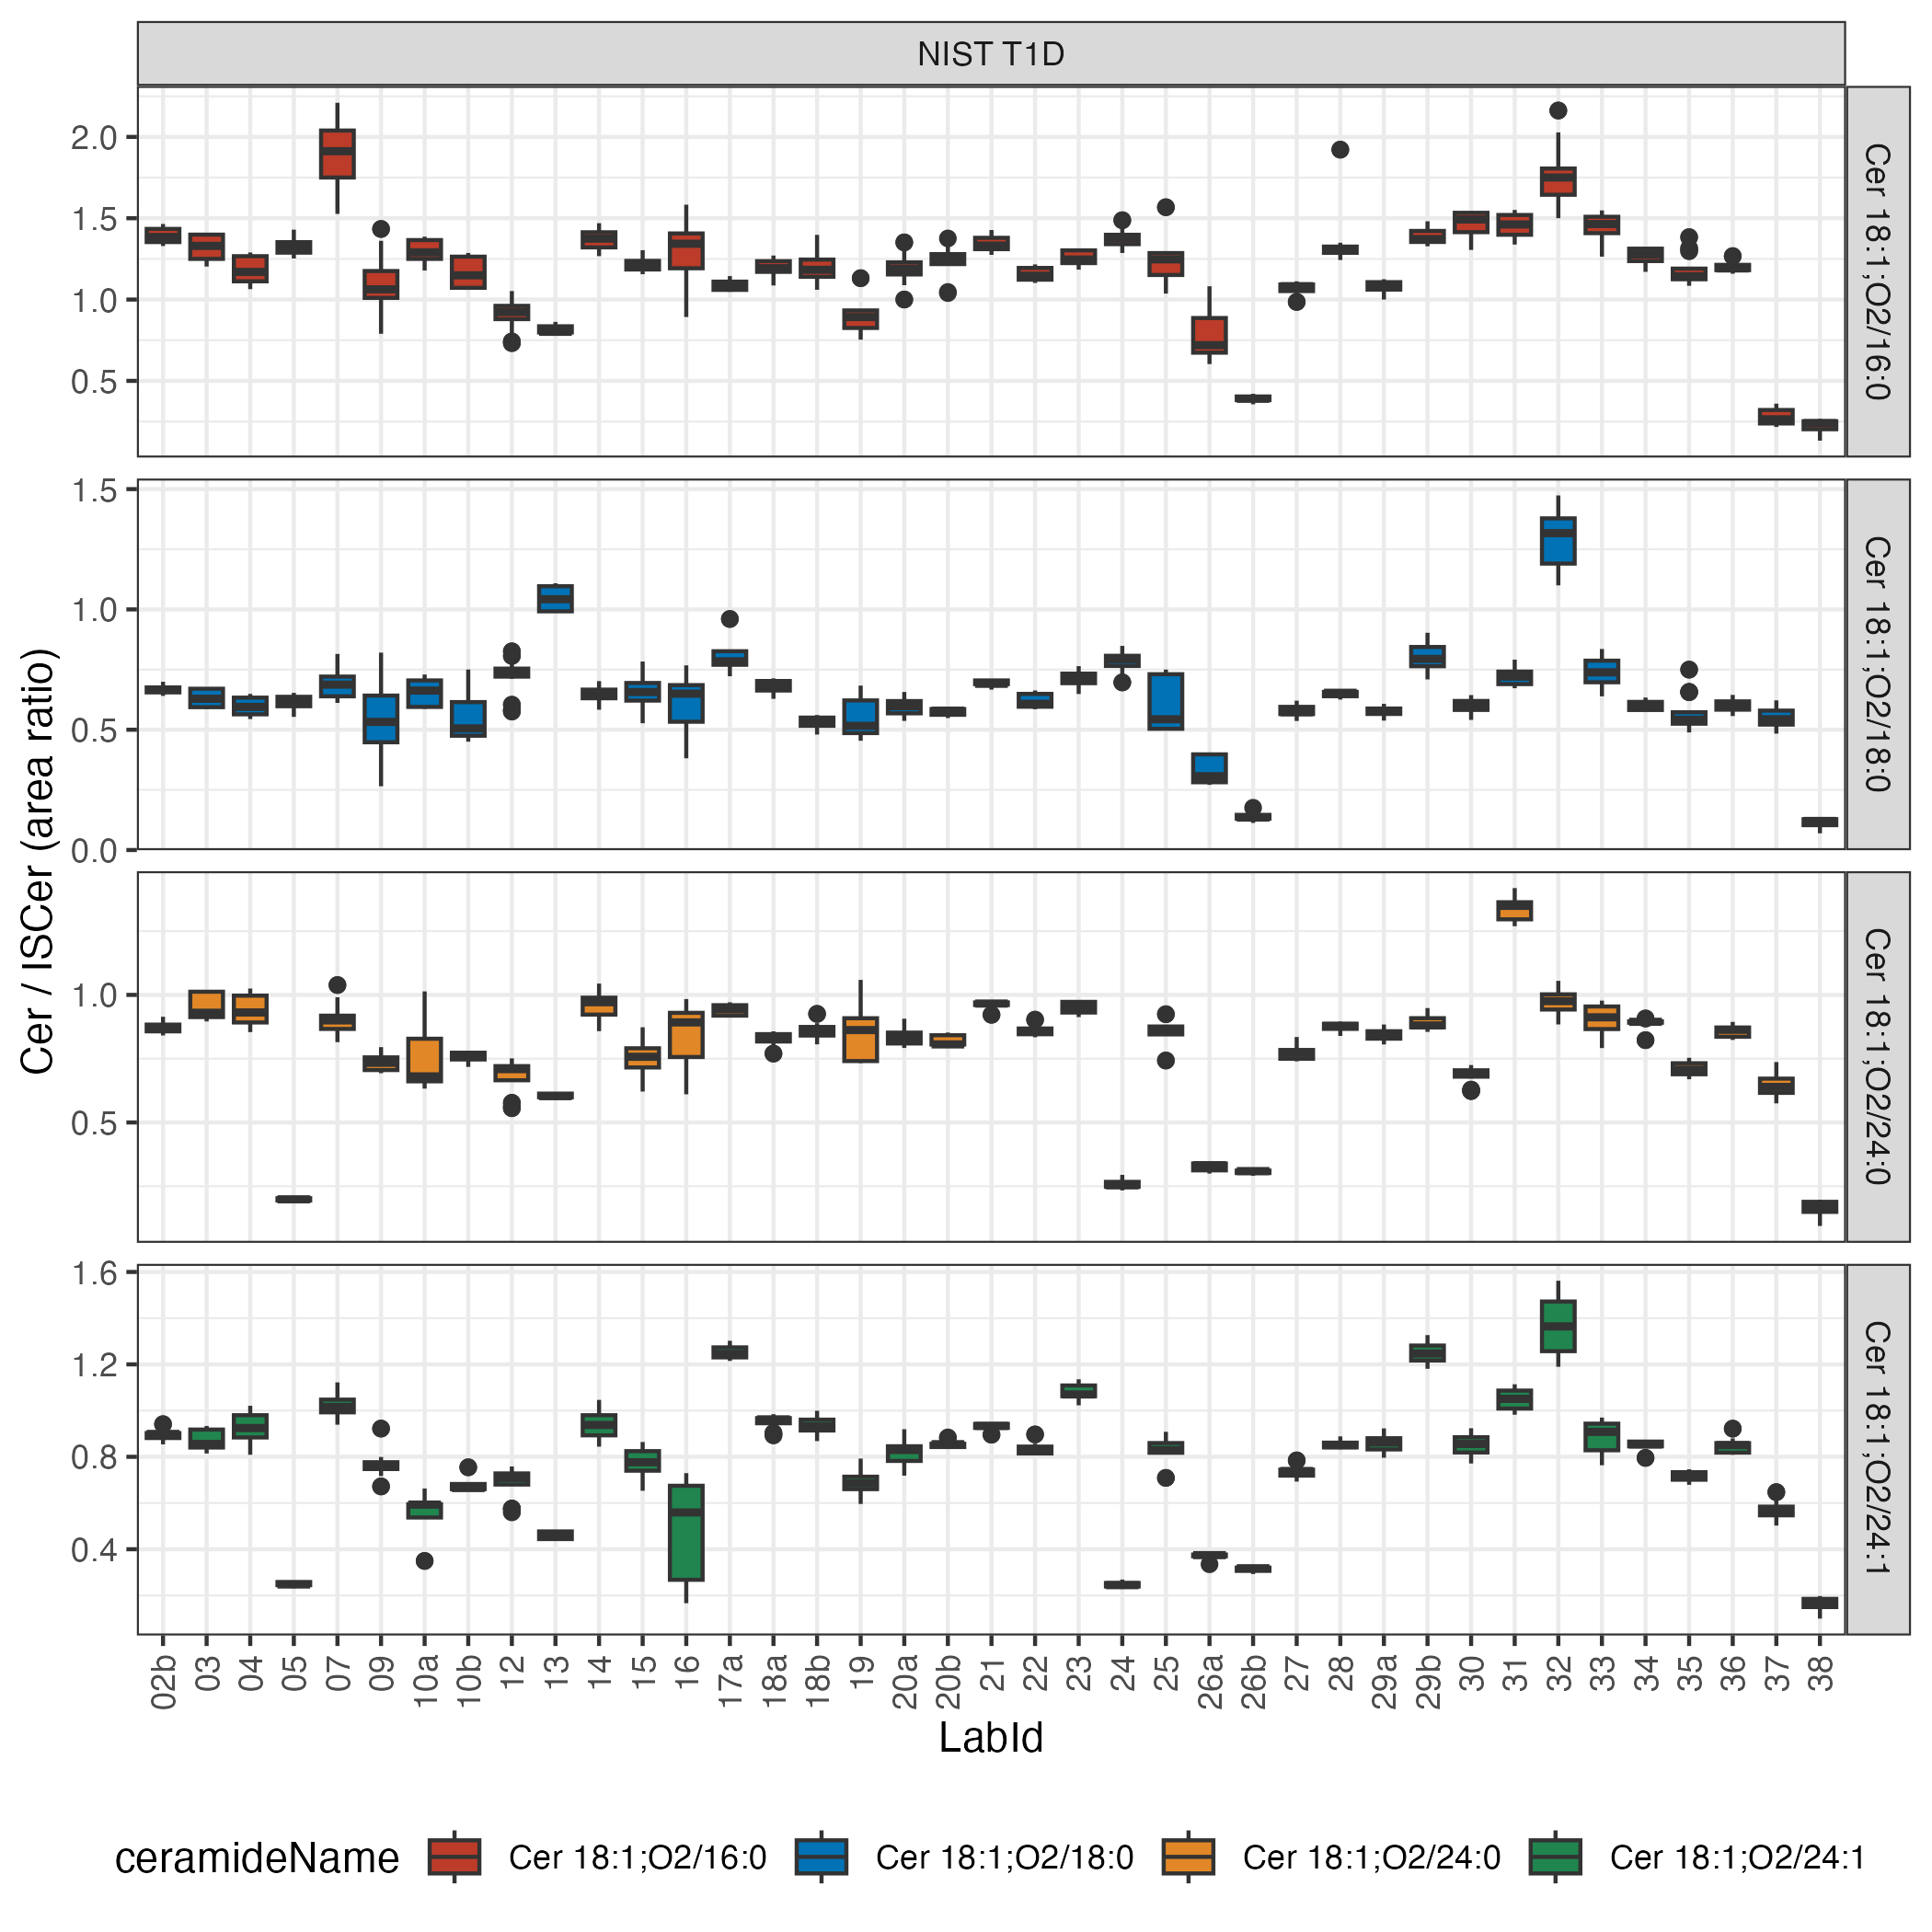 NIST T1D
Cer / ISCer (area ratio)
2.0
1.5
1.0
0.5
Cer 18:1;O2/16:0
1.5
1.0
0.5
0.0
Cer 18:1;O2/18:0
1.0
0.5
Cer 18:1;O2/24:0
1.6
1.2
0.8
0.4
Cer 18:1;O2/24:1
02b 03 04 05 07 09 10a 10b 12 13 14 15 16 17a 18a 18b 19 20a 20b 21 22 23 24 25 26a 26b 27 28 29a 29b 30 31 32 33 34 35 36 37 38
LabId
ceramideName Cer 18:1;O2/16:0 Cer 18:1;O2/18:0 Cer 18:1;O2/24:0 Cer 18:1;O2/24:1